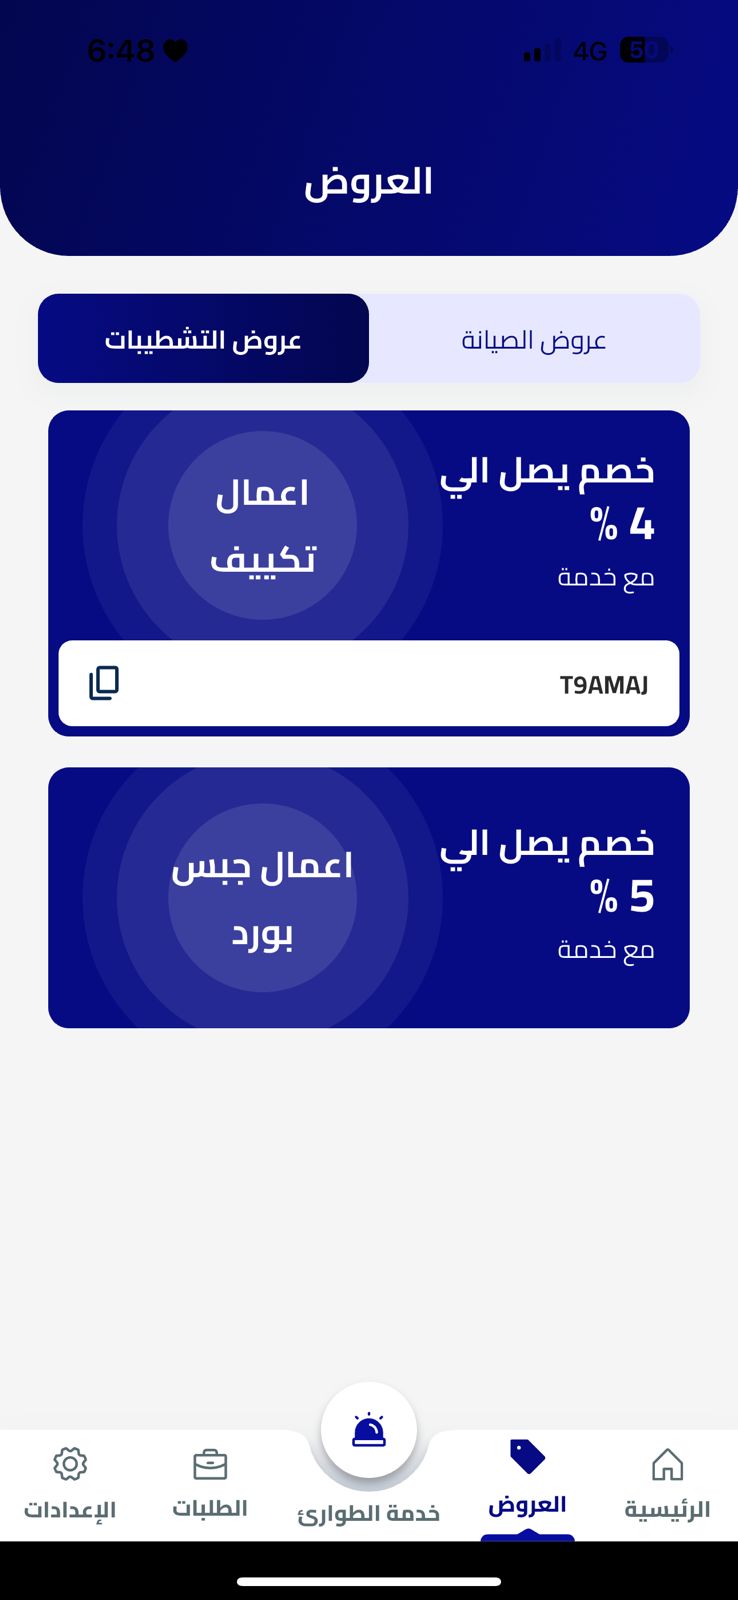 6:48
4G
50
العروض
عروض الصيانة
عروض التشطيبات
خصم يصل الي
4 %
مع خدمة
اعمال
تكييف
T9AMAJ
خصم يصل الي
5 %
مع خدمة
اعمال جبس
بورد
الرئيسية
العروض
خدمة الطوارئ
الطلبات
الإعدادات